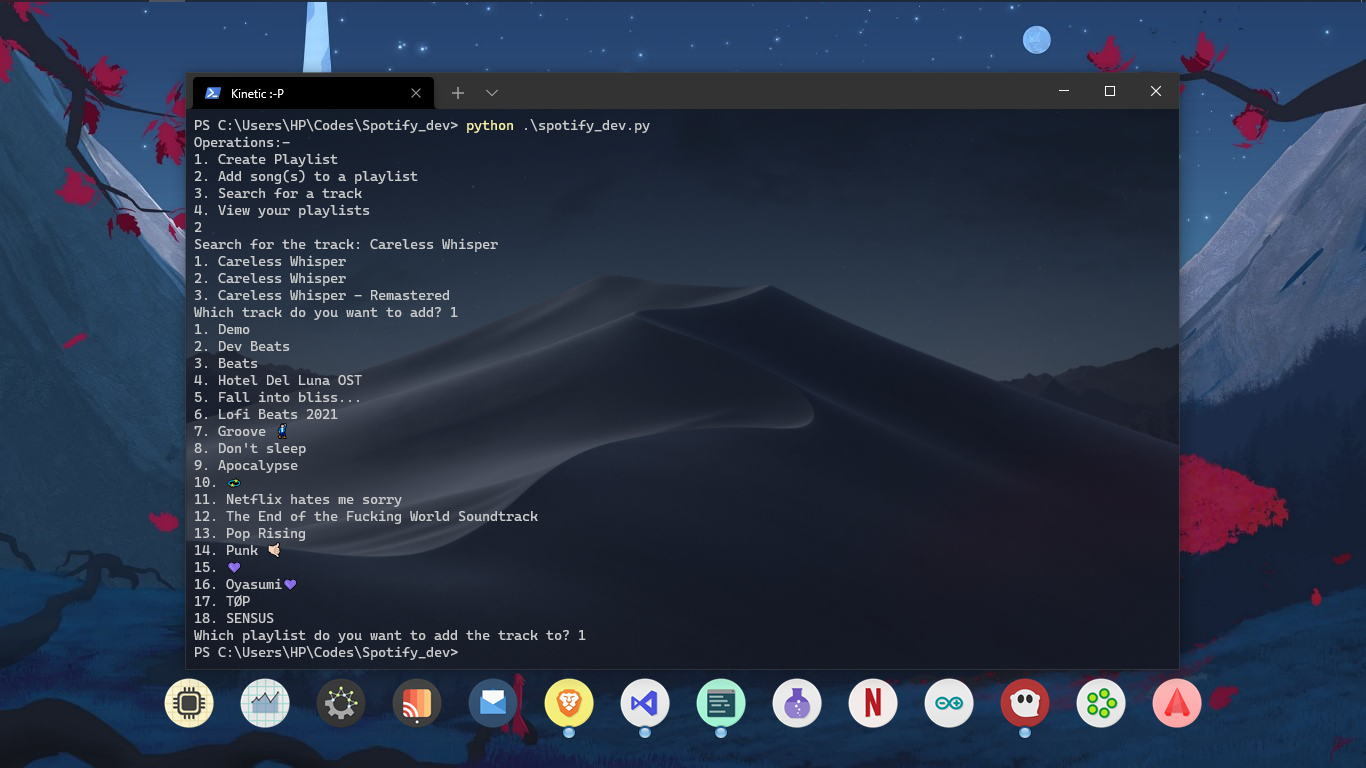 Kinetic :-P
PS C:\Users\HP\Codes\Spotify_dev> python .\spotify_dev.py
Operations:-
1. Create Playlist
2. Add song(s) to a playlist
3. Search for a track
4. View your playlists
2
Search for the track: Careless Whisper
1. Careless Whisper
2. Careless Whisper
3. Careless Whisper - Remastered
Which track do you want to add? 1
1. Demo
2. Dev Beats
3. Beats
4. Hotel Del Luna OST
5. Fall into bliss...
6. Lofi Beats 2021
7. Groove 🕺
8. Don't sleep
9. Apocalypse
10. 💫
11. Netflix hates me sorry
12. The End of the Fucking World Soundtrack
13. Pop Rising
14. Punk 🤙🏻
15. 💜
16. Oyasumi💜
17. TØP
18. SENSUS
Which playlist do you want to add the track to? 1
PS C:\Users\HP\Codes\Spotify_dev>
N